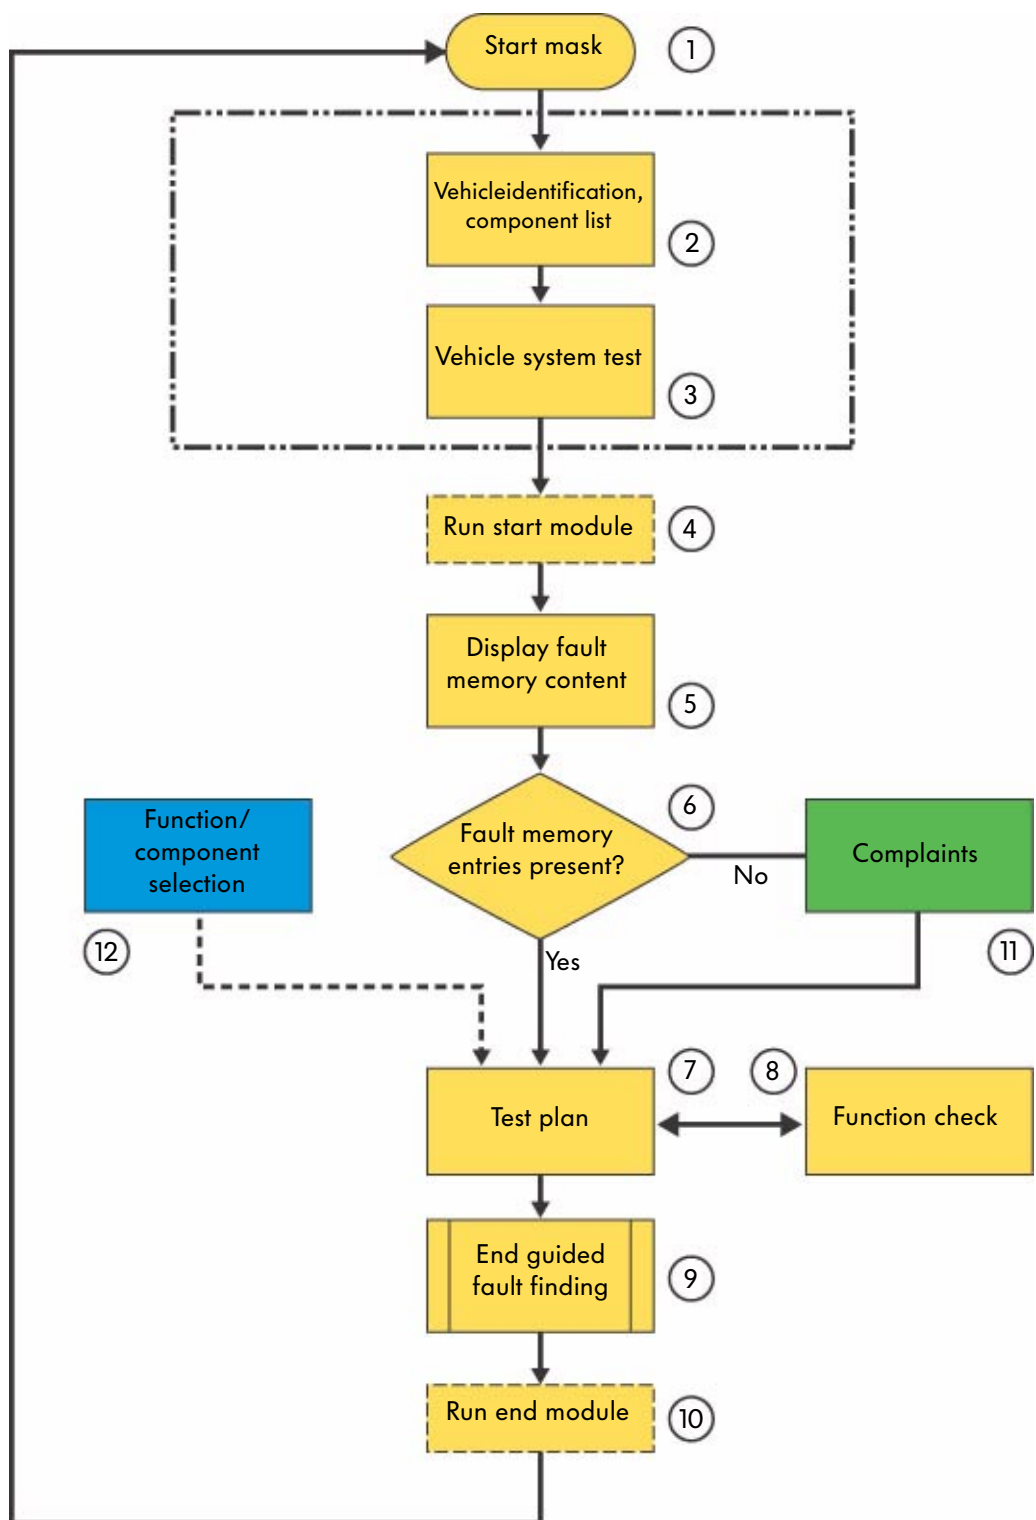 Start mask
1
Vehicleidentification,
component list
2
Vehicle system test
3
Run start module
4
Display fault
memory content
5
6
Fault memory
entries present?
No
Yes
Complaints
11
Function/
component
selection
12
7
8
Test plan
Function check
End guided
fault finding
9
Run end module
10